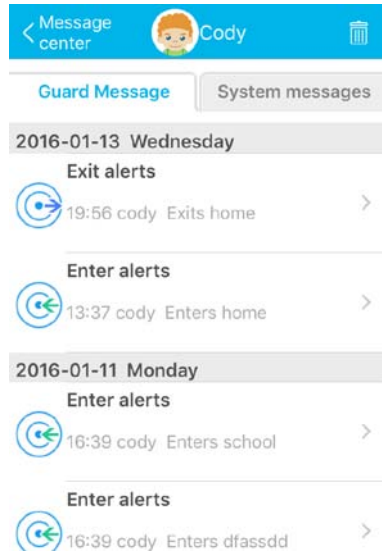 Message
center
Cody
Guard Message
System messages
2016-01-13 Wednesday
Exit alerts
19:56 cody Exits home
Enter alerts
13:37 cody Enters home
2016-01-11 Monday
Enter alerts
16:39 cody Enters school
Enter alerts
16:39 cody Enters dfassdd